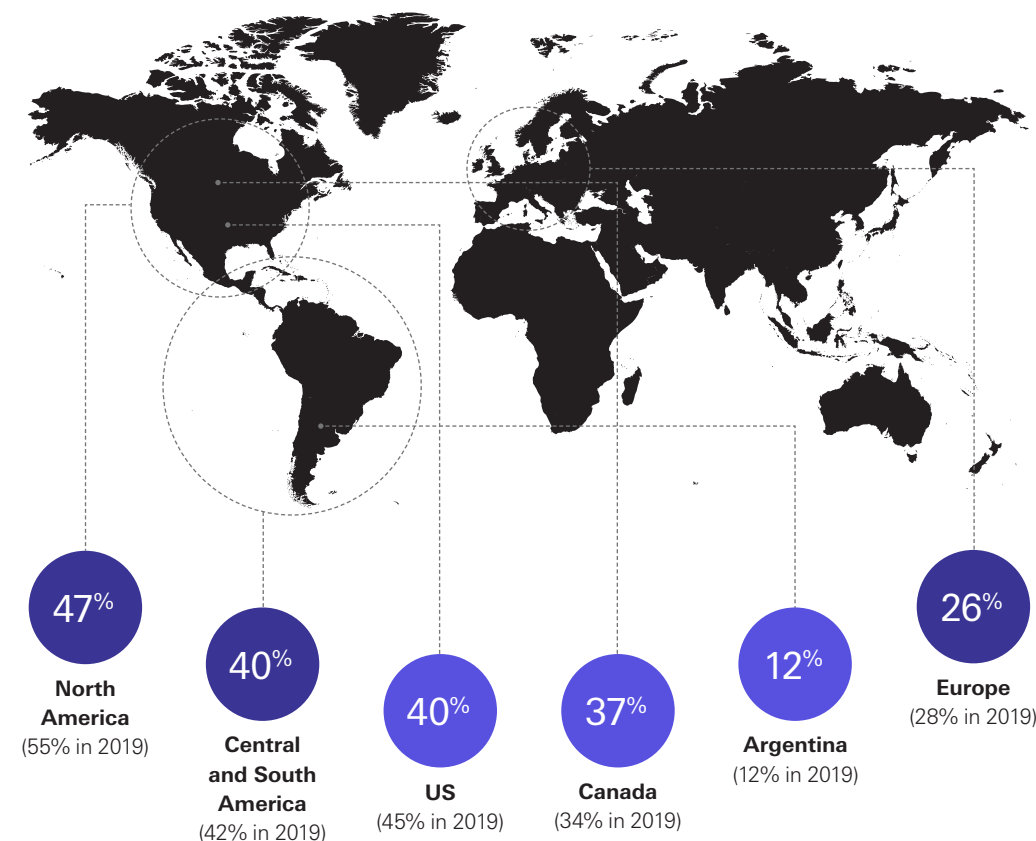 47%
North
America
(55% in 2019)
40%
Central
and South
America
(42% in 2019)
40%
US
(45% in 2019)
37%
Canada
(34% in 2019)
12%
Argentina
(12% in 2019)
26%
Europe
(28% in 2019)